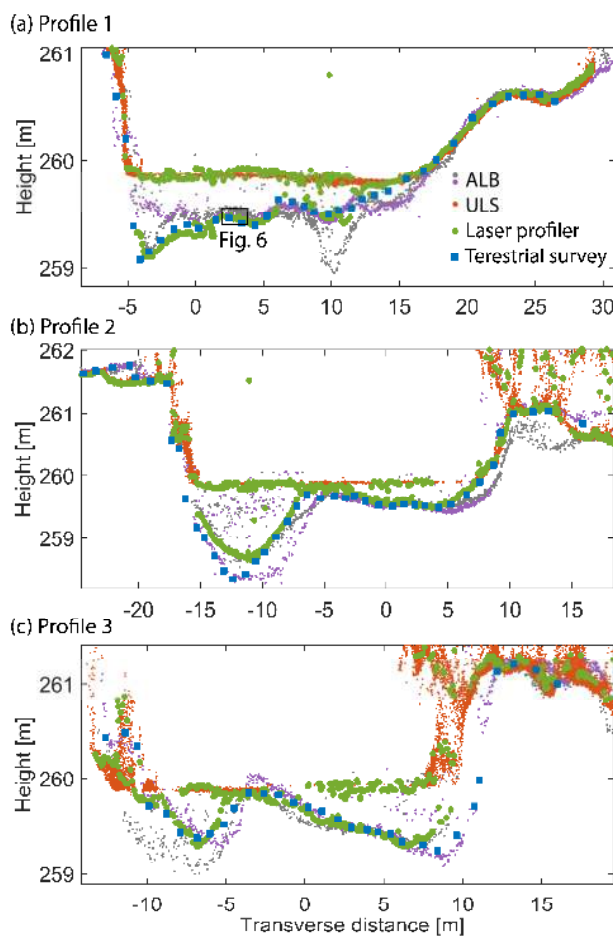 (a) Profile 1
261
260
259
Height [m]
ALB
ULS
Laser profiler
Terestrial survey
Fig. 6
-5 0 5 10 15 20 25 30
(b) Profile 2
262
261
260
259
Height [m]
-20 -15 -10 -5 0 5 10 15
(c) Profile 3
261
260
259
Height [m]
-10 -5 0 5 10 15
Transverse distance [m]